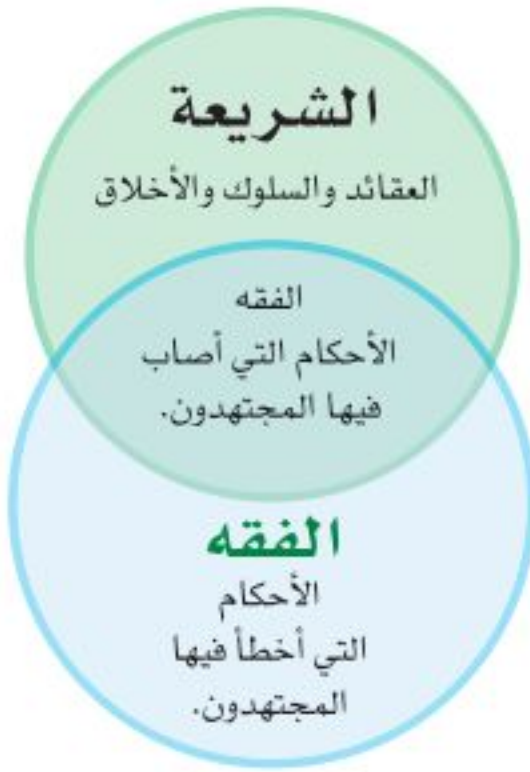 الشريعة
العقائد والسلوك والأخلاق
الفقه
الأحكام التي أصاب
فيها المجتهدون.
الفقه
الأحكام
التي أخطأ فيها
المجتهدون.